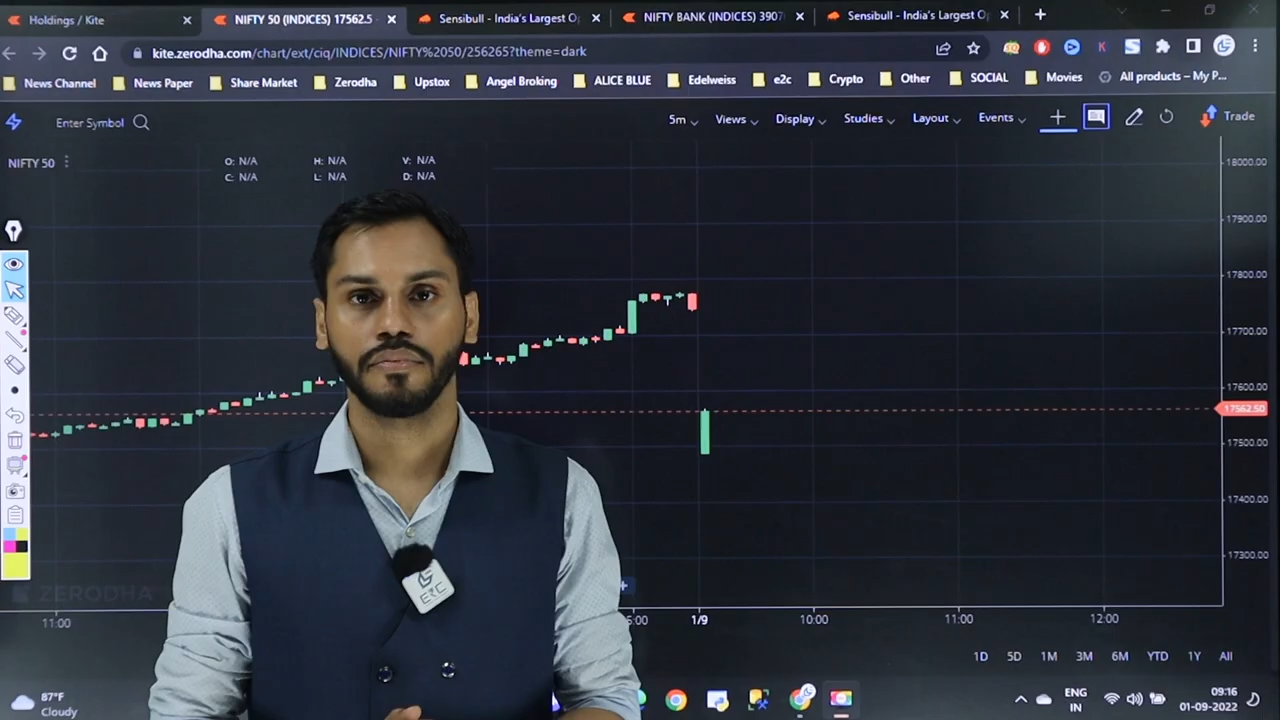 Holdings / Kite
NIFTY 50 (INDICES) 17562.5
Sensibull - India's Largest O
NIFTY BANK (INDICES) 3907
Sensibull - India's Largest O
kite.zerodha.com/chart/ext/ciq/INDICES/NIFTY%2050/256265?theme=dark
News Channel
News Paper
Share Market
Zerodha
Upstox
Angel Broking
ALICE BLUE
Edelweiss
e2c
Crypto
Other
SOCIAL
Movies
All products – My P...
Enter Symbol
5m
Views
Display
Studies
Layout
Events
Trade
NIFTY 50
O: N/A
H: N/A
V: N/A
C: N/A
L: N/A
D: N/A
18000.00
17900.00
17800.00
17700.00
17600.00
17562.50
17500.00
17400.00
17300.00
ZERODHA
ERC
11:00
1/9
10:00
11:00
12:00
1D
5D
1M
3M
6M
YTD
1Y
All
87°F
Cloudy
ENG
IN
09:16
01-09-2022